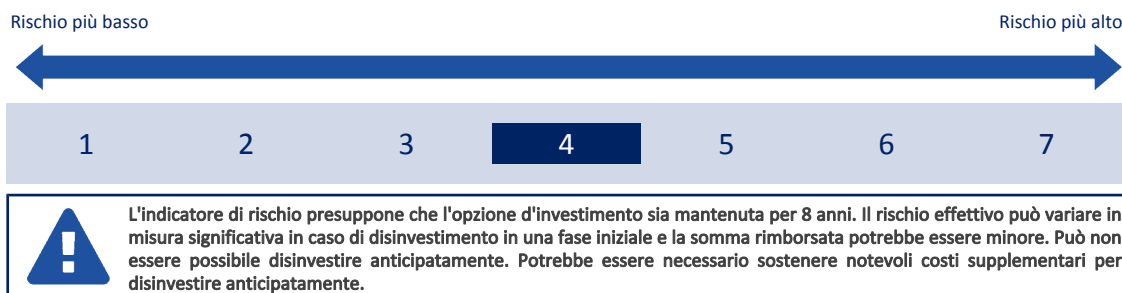 Rischio più basso Rischio più alto
1 2 3 4 5 6 7
L'indicatore di rischio presuppone che l'opzione d'investimento sia mantenuta per 8 anni. Il rischio effettivo può variare in
misura significativa in caso di disinvestimento in una fase iniziale e la somma rimborsata potrebbe essere minore. Può non
essere possibile disinvestire anticipatamente. Potrebbe essere necessario sostenere notevoli costi supplementari per
disinvestire anticipatamente.